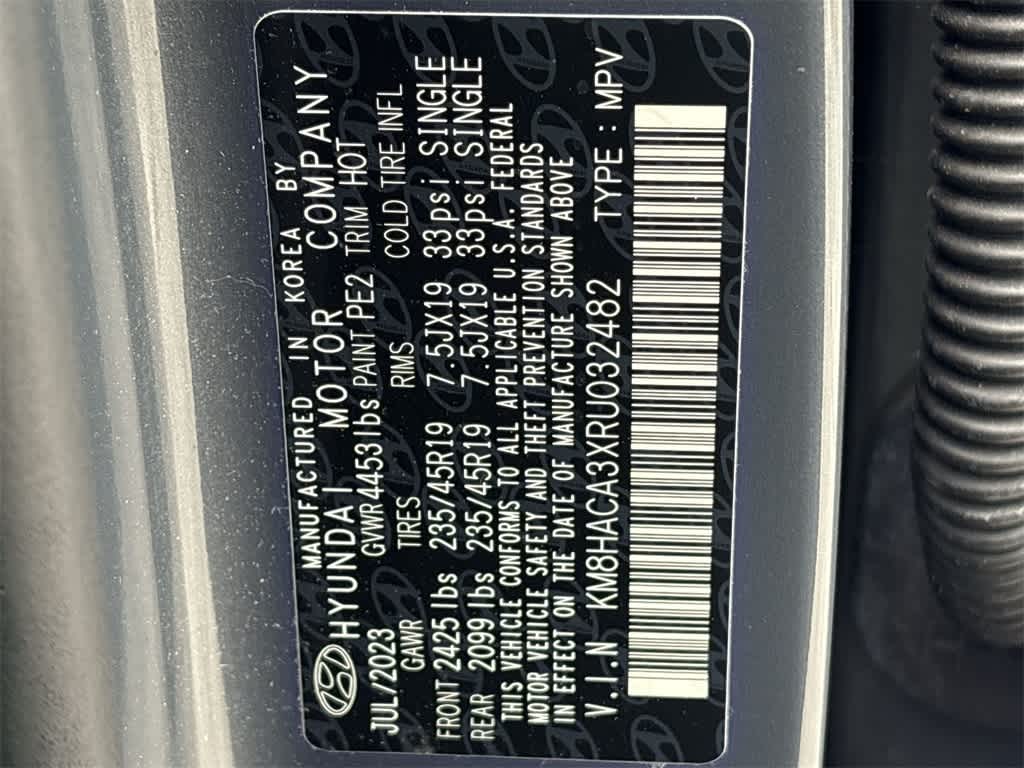 MANUFACTURED IN KOREA BY
HYUNDAI MOTOR COMPANY
JUL/2023 GVWR4453lbs PAINT PE2 TRIM HOT
GAWR TIRES RIMS COLD TIRE INFL
FRONT 2425lbs 235/45R19 7.5JX19 33psi SINGLE
REAR 2099lbs 235/45R19 7.5JX19 33psi SINGLE
THIS VEHICLE CONFORMS TO ALL APPLICABLE U.S.A. FEDERAL
MOTOR VEHICLE SAFETY AND THEFT PREVENTION STANDARDS
IN EFFECT ON THE DATE OF MANUFACTURE SHOWN ABOVE
V.I.N KM8HACA3XRU032482 TYPE : MPV